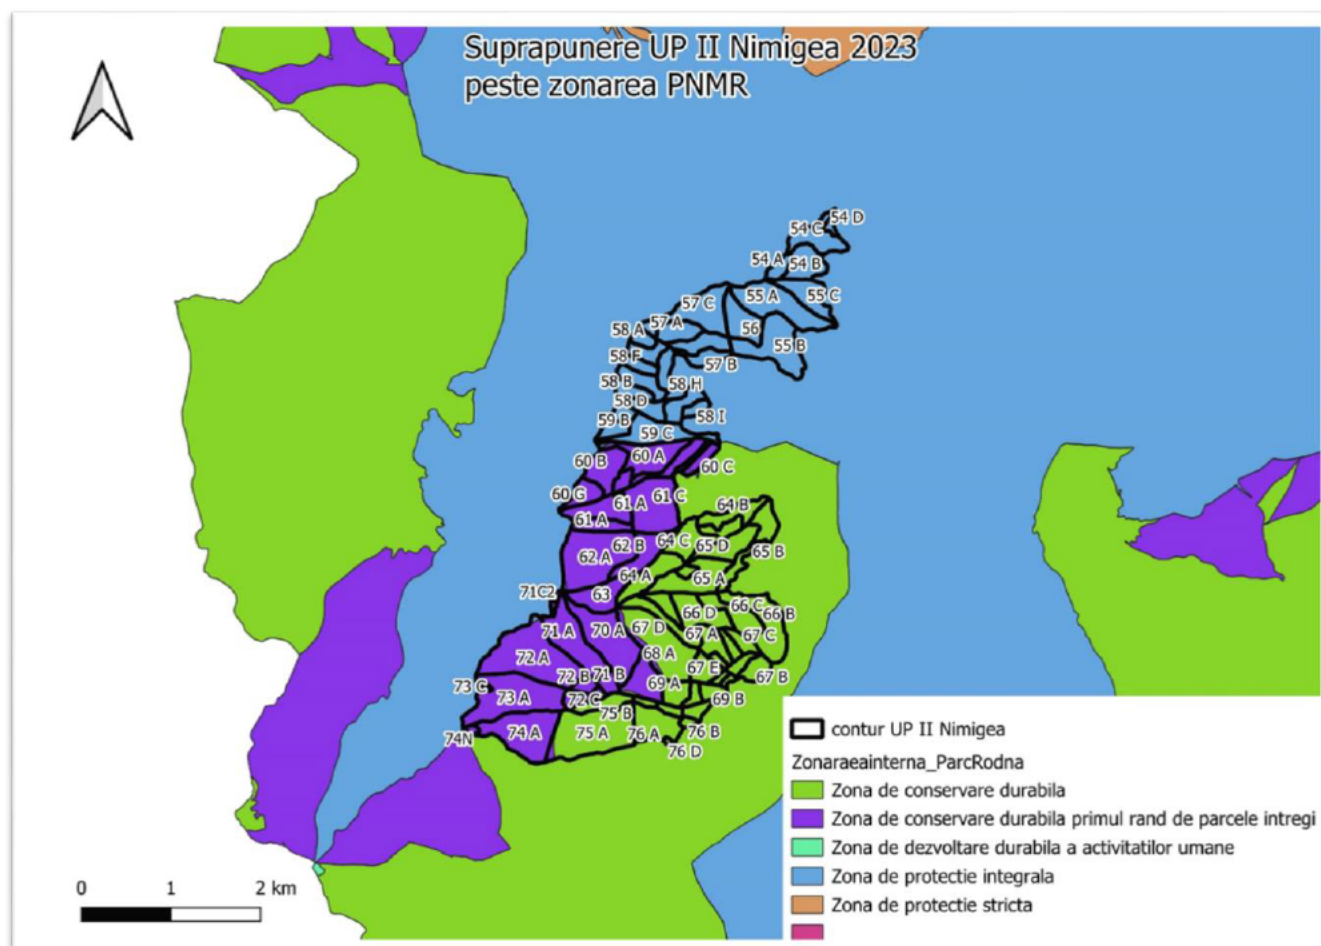 Suprapunere UP II Nimigea 2023
peste zonarea PNMR
54 D
54 C
54 A
54 B
55 A
55 C
57 C
57 A
58 A
56
55 B
58 F
57 B
58 B
58 H
58 D
59 B
58 I
59 C
60 A
60 B
60 C
60 G
61 A
61 C
61 A
64 B
62 B
64 C
65 D
65 B
62 A
64 A
65 A
71C2
63
66 D
66 C
66 B
71 A
70 A
67 D
67 A
67 C
72 A
68 A
67 E
67 B
72 B
71 B
69 A
73 C
73 A
72 C
69 B
75 B
74N
74 A
75 A
76 A
76 B
76 D
contur UP II Nimigea
Zonaraeainterna_ParcRodna
Zona de conservare durabila
Zona de conservare durabila primul rand de parcele intregi
Zona de dezvoltare durabila a activitatilor umane
Zona de protectie integrala
Zona de protectie stricta
0 1 2 km